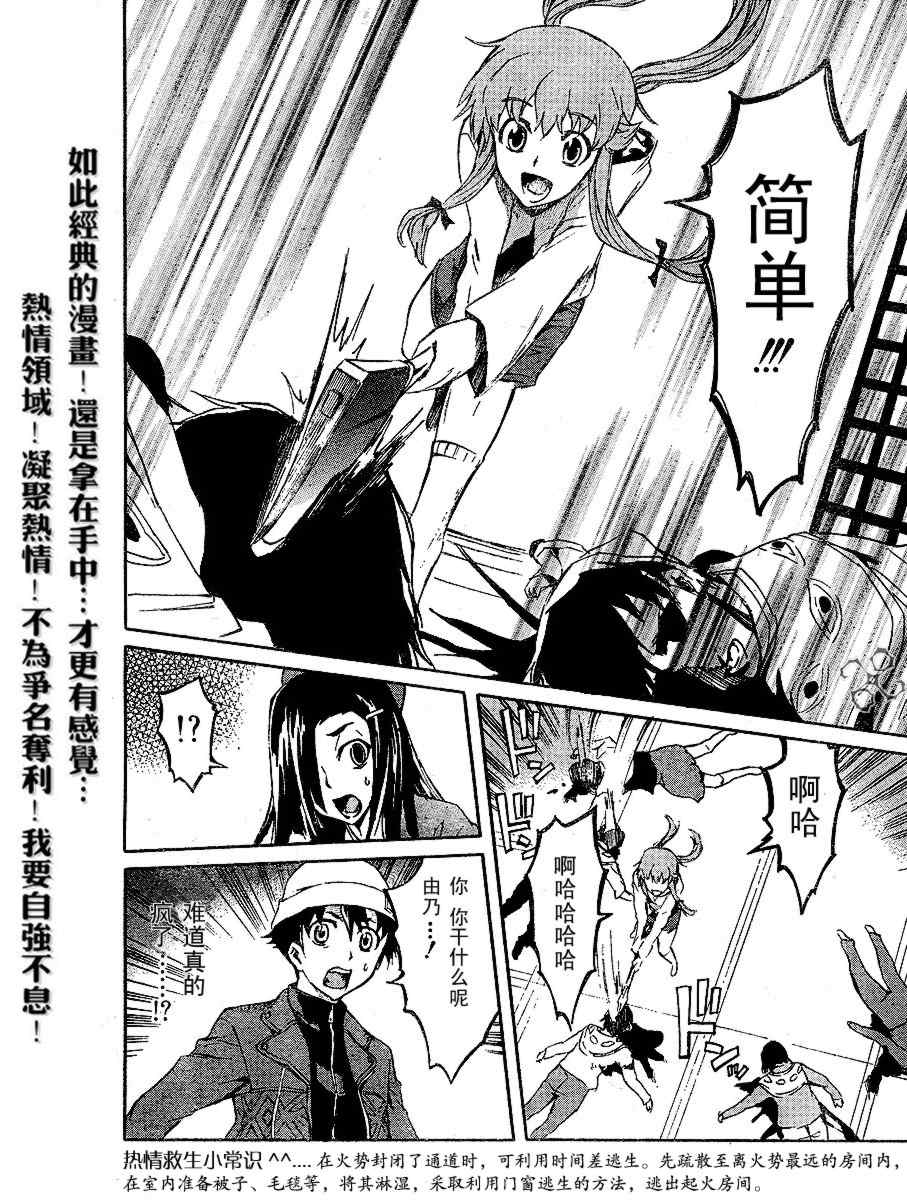 如此經典的漫畫！還是拿在手中…才更有感覺…
熱情領域！凝聚熱情！不為爭名奪利！我要自強不息！
简单!!!
!?
啊哈
啊哈哈哈哈
ドドド
ドド
你 你干什么呢
由乃……!
难道真的
疯了………!?
热情救生小常识 ^^.... 在火势封闭了通道时，可利用时间差逃生。先疏散至离火势最远的房间内，
在室内准备被子、毛毯等，将其淋湿，采取利用门窗逃生的方法，逃出起火房间。